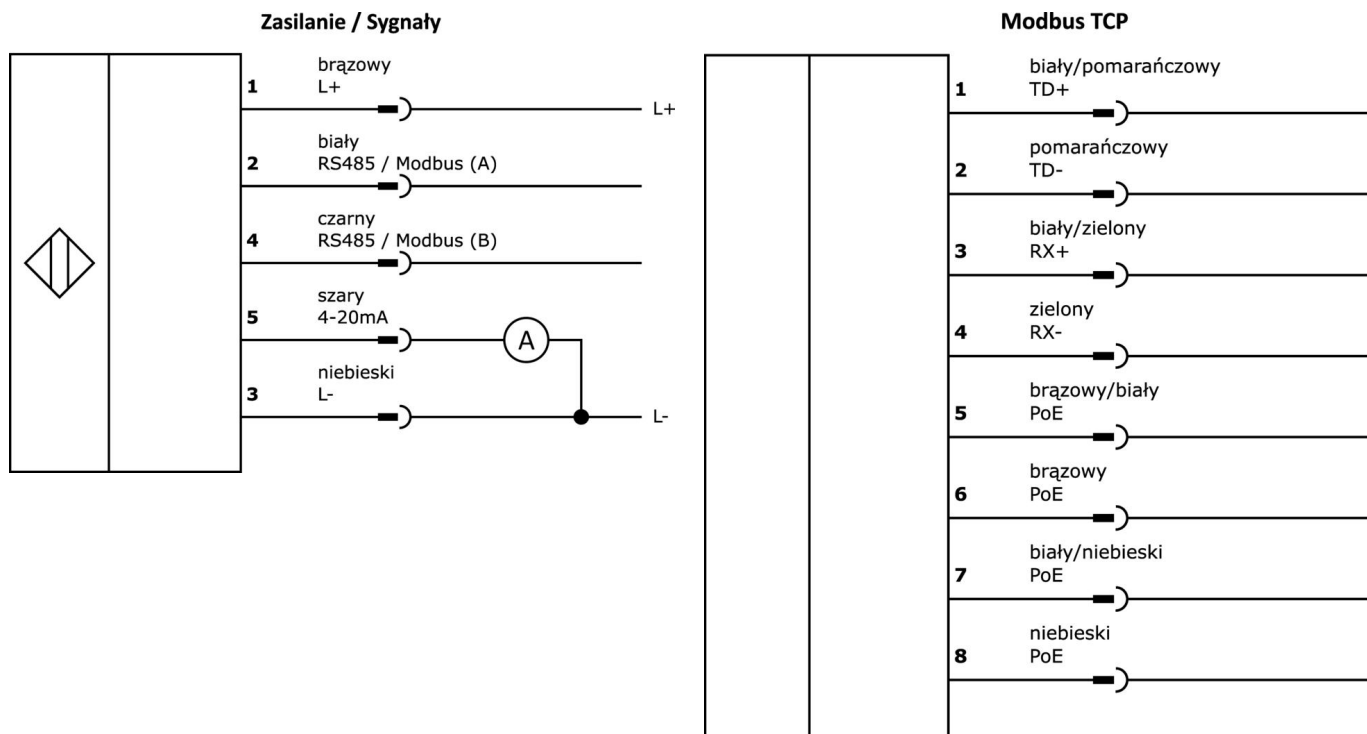 Zasilanie / Sygnały
brązowy
1 L+
L+
biały
2 RS485 / Modbus (A)
czarny
4 RS485 / Modbus (B)
szary
5 4-20mA
A
niebieski
3 L-
L-
Modbus TCP
biały/pomarańczowy
1 TD+
pomarańczowy
2 TD-
biały/zielony
3 RX+
zielony
4 RX-
brązowy/biały
5 PoE
brązowy
6 PoE
biały/niebieski
7 PoE
niebieski
8 PoE